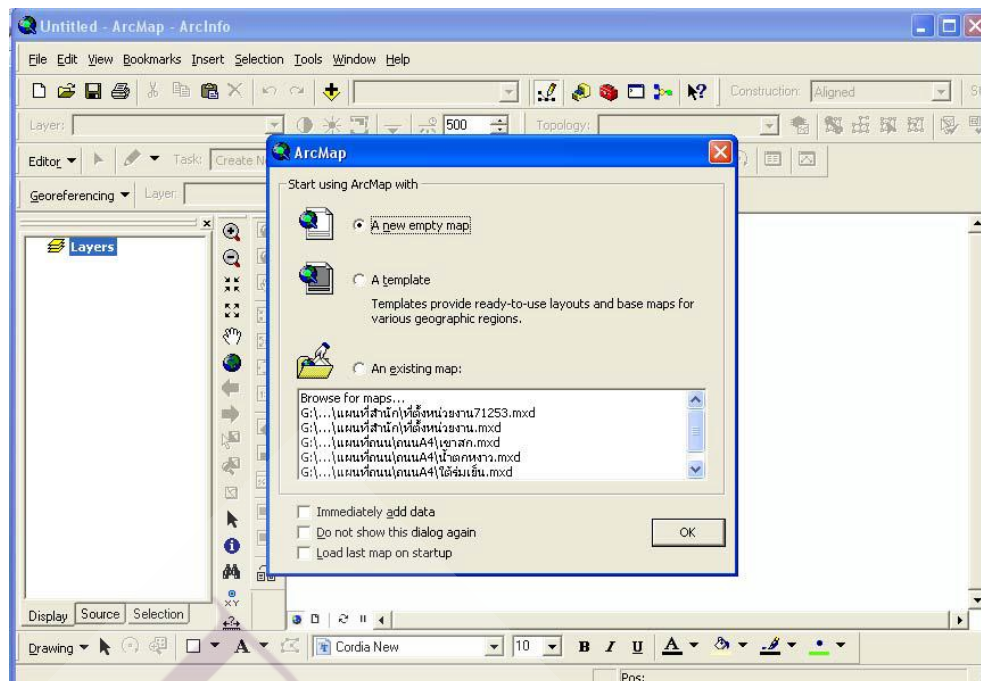 Untitled - ArcMap - ArcInfo
File Edit View Bookmarks Insert Selection Tools Window Help
Construction: Aligned
Layer: 500 Topology:
Editor Task: Create N
Georeferencing Layer:
Layers
ArcMap
Start using ArcMap with
A new empty map
A template
Templates provide ready-to-use layouts and base maps for
various geographic regions.
An existing map:
Browse for maps...
G:\...\แผนที่สำนัก\ที่ตั้งหน่วยงาน71253.mxd
G:\...\แผนที่สำนัก\ที่ตั้งหน่วยงาน.mxd
G:\...\แผนที่ถนน\ถนนA4\เขาสก.mxd
G:\...\แผนที่ถนน\ถนนA4\น้ำตกหงาว.mxd
G:\...\แผนที่ถนน\ถนนA4\ใต้ร่มเย็น.mxd
Immediately add data
Do not show this dialog again
Load last map on startup
OK
XY
Display Source Selection
Drawing A Cordia New 10 B I U A
Pos: